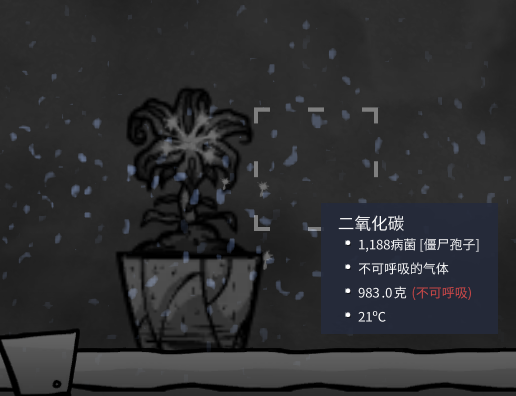 二氧化碳
• 1,188病菌 [僵尸孢子]
• 不可呼吸的气体
• 983.0克 (不可呼吸)
• 21ºC